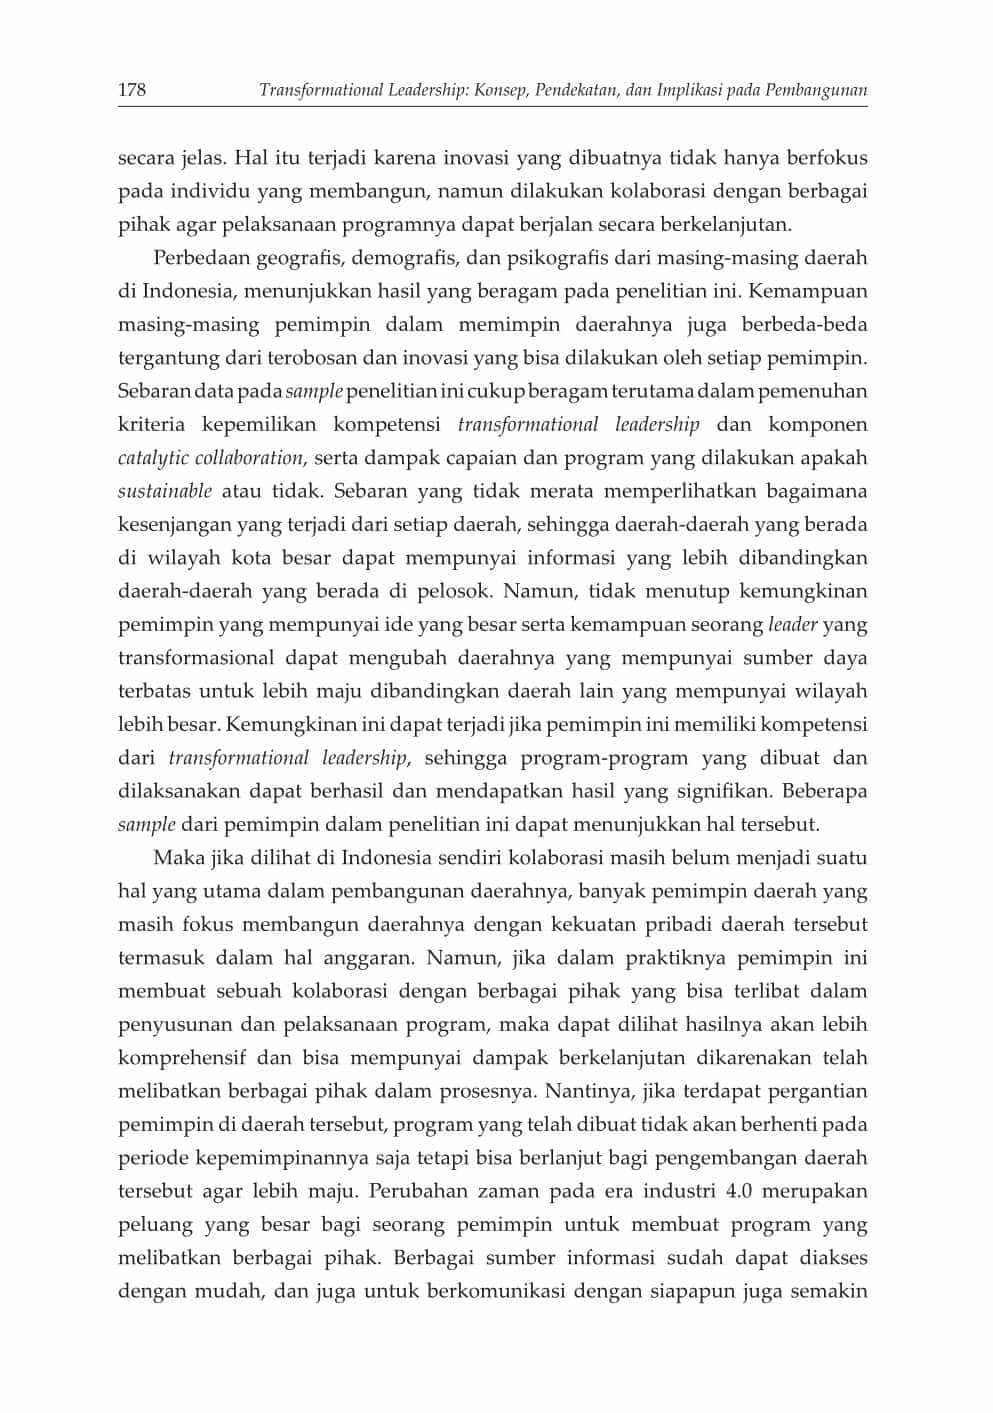 178 Transformational Leadership: Konsep, Pendekatan, dan Implikasi pada Pembangunan
secara jelas. Hal itu terjadi karena inovasi yang dibuatnya tidak hanya berfokus
pada individu yang membangun, namun dilakukan kolaborasi dengan berbagai
pihak agar pelaksanaan programnya dapat berjalan secara berkelanjutan.
Perbedaan geografis, demografis, dan psikografis dari masing-masing daerah
di Indonesia, menunjukkan hasil yang beragam pada penelitian ini. Kemampuan
masing-masing pemimpin dalam memimpin daerahnya juga berbeda-beda
tergantung dari terobosan dan inovasi yang bisa dilakukan oleh setiap pemimpin.
Sebaran data pada sample penelitian ini cukup beragam terutama dalam pemenuhan
kriteria kepemilikan kompetensi transformational leadership dan komponen
catalytic collaboration, serta dampak capaian dan program yang dilakukan apakah
sustainable atau tidak. Sebaran yang tidak merata memperlihatkan bagaimana
kesenjangan yang terjadi dari setiap daerah, sehingga daerah-daerah yang berada
di wilayah kota besar dapat mempunyai informasi yang lebih dibandingkan
daerah-daerah yang berada di pelosok. Namun, tidak menutup kemungkinan
pemimpin yang mempunyai ide yang besar serta kemampuan seorang leader yang
transformasional dapat mengubah daerahnya yang mempunyai sumber daya
terbatas untuk lebih maju dibandingkan daerah lain yang mempunyai wilayah
lebih besar. Kemungkinan ini dapat terjadi jika pemimpin ini memiliki kompetensi
dari transformational leadership, sehingga program-program yang dibuat dan
dilaksanakan dapat berhasil dan mendapatkan hasil yang signifikan. Beberapa
sample dari pemimpin dalam penelitian ini dapat menunjukkan hal tersebut.
Maka jika dilihat di Indonesia sendiri kolaborasi masih belum menjadi suatu
hal yang utama dalam pembangunan daerahnya, banyak pemimpin daerah yang
masih fokus membangun daerahnya dengan kekuatan pribadi daerah tersebut
termasuk dalam hal anggaran. Namun, jika dalam praktiknya pemimpin ini
membuat sebuah kolaborasi dengan berbagai pihak yang bisa terlibat dalam
penyusunan dan pelaksanaan program, maka dapat dilihat hasilnya akan lebih
komprehensif dan bisa mempunyai dampak berkelanjutan dikarenakan telah
melibatkan berbagai pihak dalam prosesnya. Nantinya, jika terdapat pergantian
pemimpin di daerah tersebut, program yang telah dibuat tidak akan berhenti pada
periode kepemimpinannya saja tetapi bisa berlanjut bagi pengembangan daerah
tersebut agar lebih maju. Perubahan zaman pada era industri 4.0 merupakan
peluang yang besar bagi seorang pemimpin untuk membuat program yang
melibatkan berbagai pihak. Berbagai sumber informasi sudah dapat diakses
dengan mudah, dan juga untuk berkomunikasi dengan siapapun juga semakin